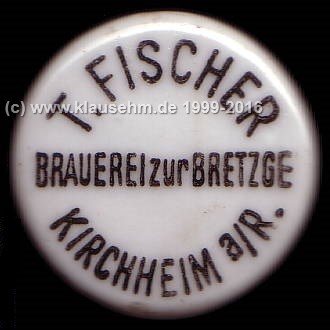 T FISCHER
(c) www.klausehm.de 1999-2016
BRAUEREI zur BRETZGE
KIRCHHEIM a/R.